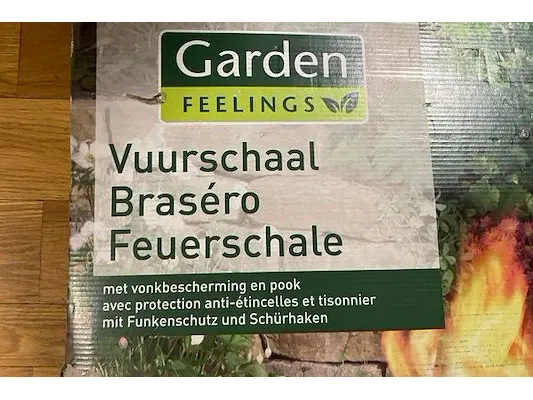 Garden
FEELINGS
Vuurschaal
Braséro
Feuerschale
met vonkbescherming en pook
avec protection anti-étincelles et tisonnier
mit Funkenschutz und Schürhaken